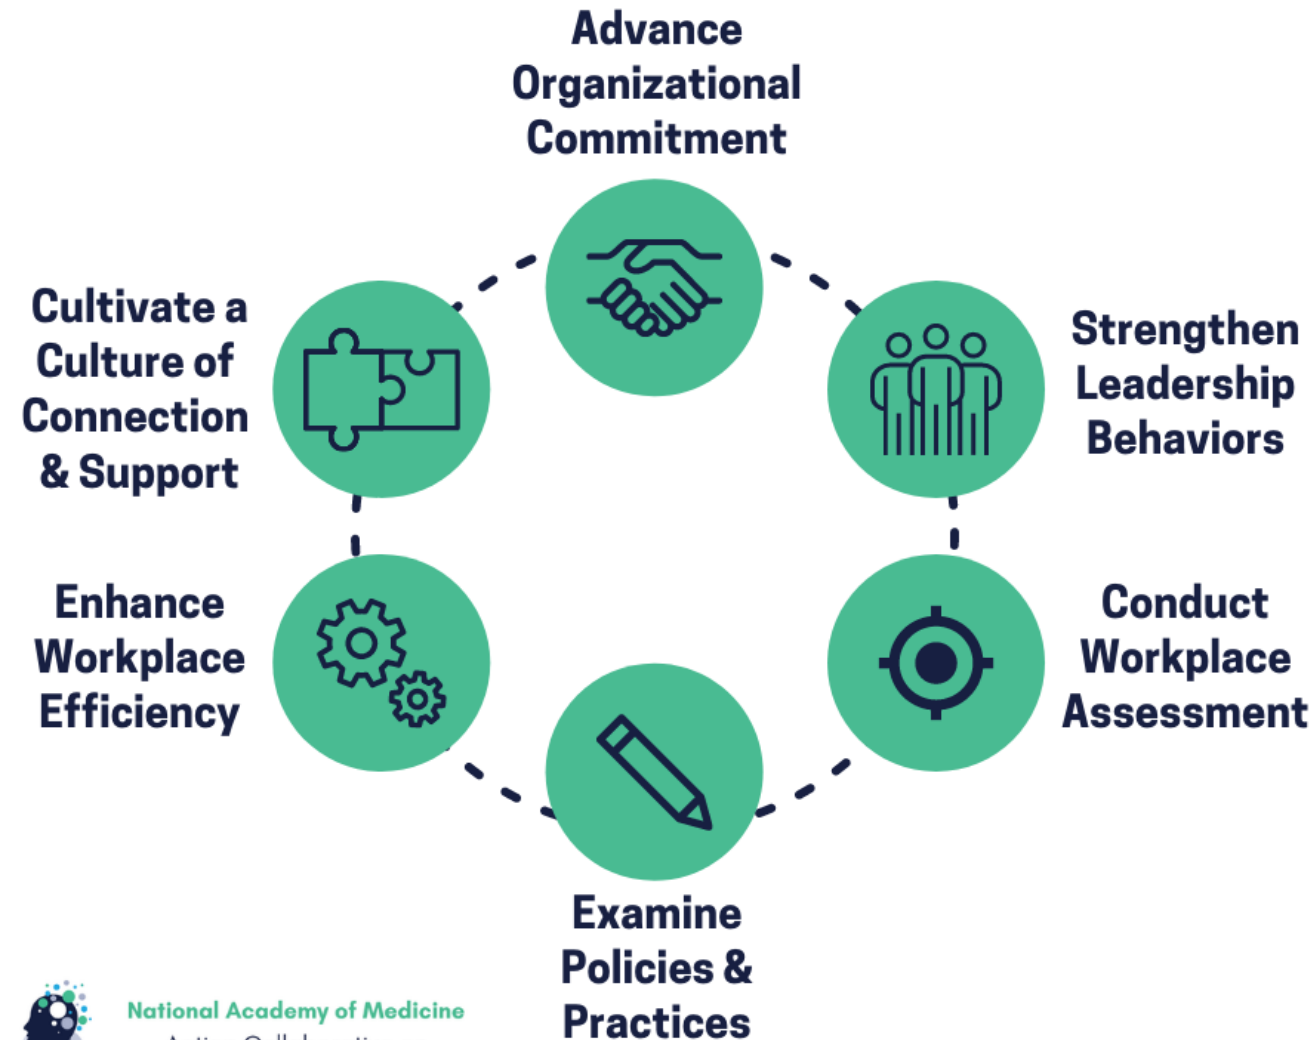 Advance
Organizational
Commitment
Strengthen
Leadership
Behaviors
Conduct
Workplace
Assessment
Examine
Policies &
Practices
Enhance
Workplace
Efficiency
Cultivate a
Culture of
Connection
& Support
National Academy of Medicine